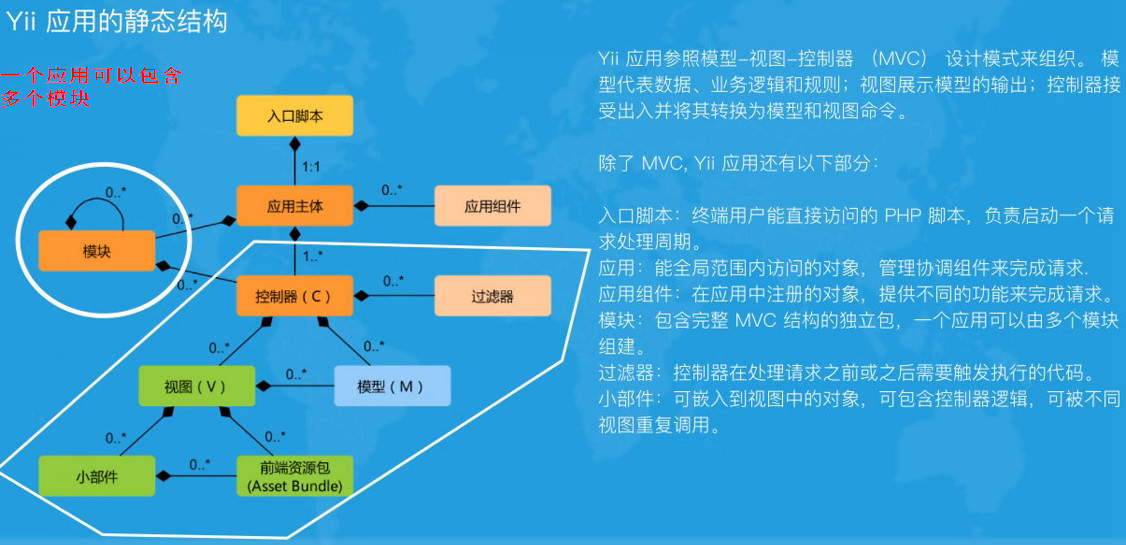 Yii 应用的静态结构
一个应用可以包含
多个模块
入口脚本
1:1
应用主体
0..*
应用组件
0..*
0..*
模块
0..*
1..*
控制器（C）
0..*
过滤器
0..*
0..*
视图（V）
0..*
模型（M）
0..*
0..*
小部件
0..*
前端资源包
(Asset Bundle)
Yii 应用参照模型-视图-控制器 （MVC） 设计模式来组织。 模
型代表数据、业务逻辑和规则；视图展示模型的输出；控制器接
受出入并将其转换为模型和视图命令。
除了 MVC, Yii 应用还有以下部分：
入口脚本：终端用户能直接访问的 PHP 脚本，负责启动一个请
求处理周期。
应用：能全局范围内访问的对象，管理协调组件来完成请求.
应用组件：在应用中注册的对象，提供不同的功能来完成请求。
模块：包含完整 MVC 结构的独立包，一个应用可以由多个模块
组建。
过滤器：控制器在处理请求之前或之后需要触发执行的代码。
小部件：可嵌入到视图中的对象，可包含控制器逻辑，可被不同
视图重复调用。